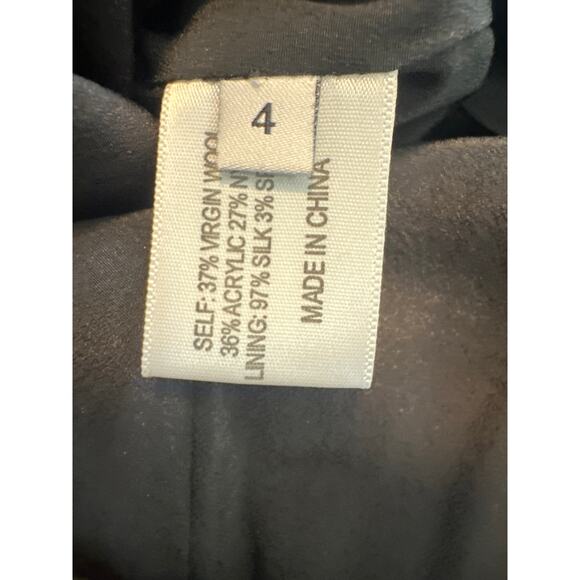 4
SELF: 37% VIRGIN WOOL
36% ACRYLIC 27%
LINING: 97% SILK 3%
MADE IN CHINA